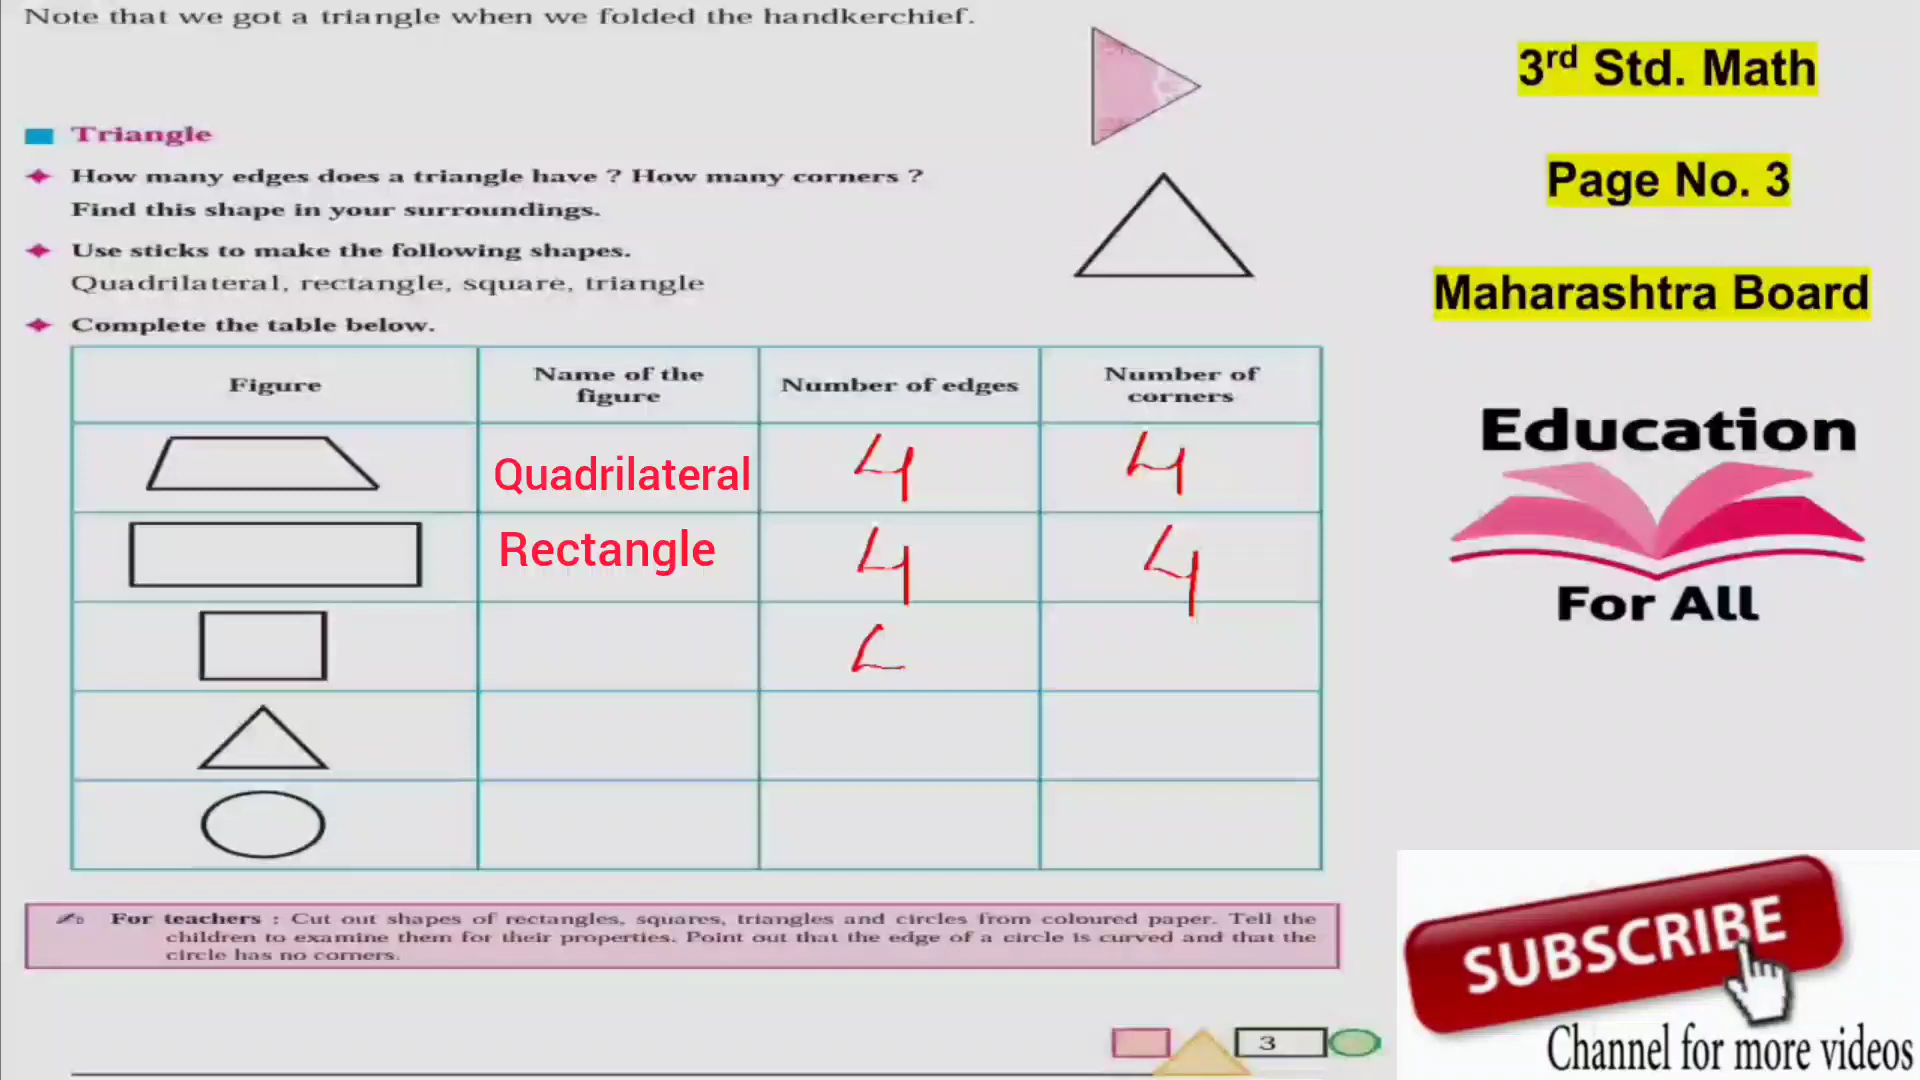 Note that we got a triangle when we folded the handkerchief.
Triangle
How many edges does a triangle have ? How many corners ?
Find this shape in your surroundings.
Use sticks to make the following shapes.
Quadrilateral, rectangle, square, triangle
Complete the table below.
Figure
Name of the
figure
Number of edges
Number of
corners
Quadrilateral
4
4
Rectangle
4
4
For teachers : Cut out shapes of rectangles, squares, triangles and circles from coloured paper. Tell the
children to examine them for their properties. Point out that the edge of a circle is curved and that the
circle has no corners.
3
3rd Std. Math
Page No. 3
Maharashtra Board
Education
For All
SUBSCRIBE
Channel for more videos